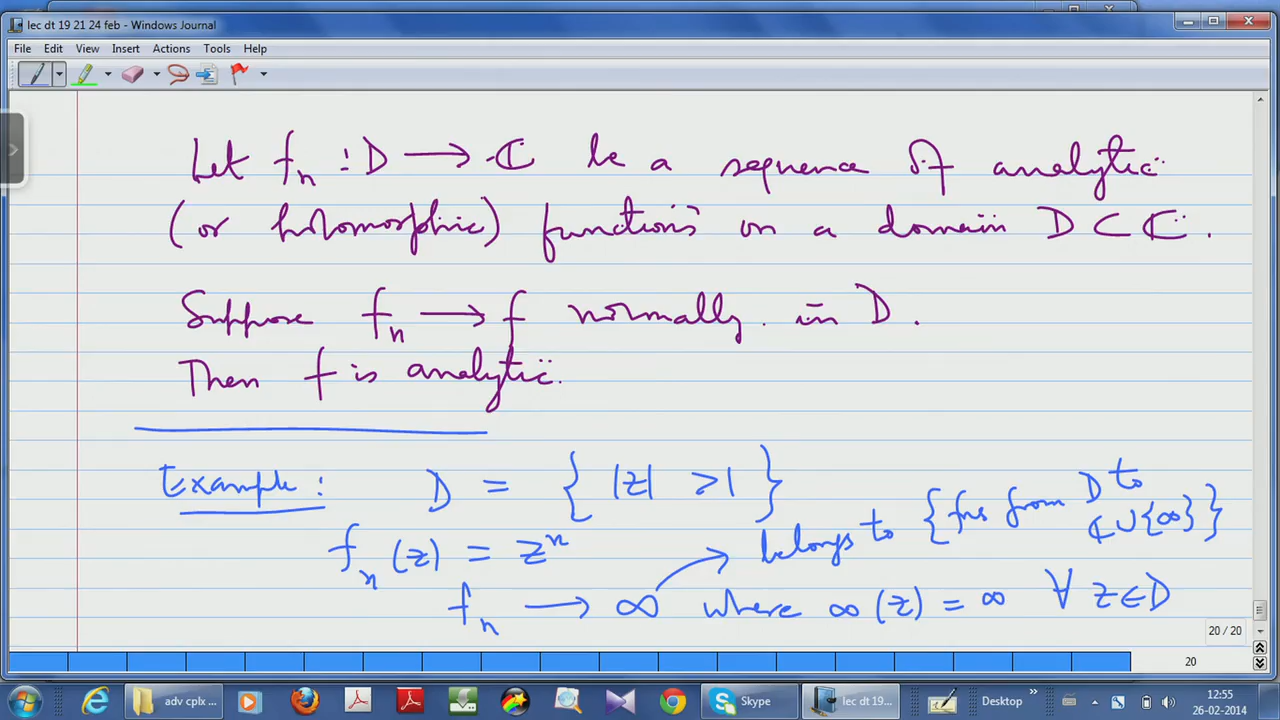 lec dt 19 21 24 feb - Windows Journal
File Edit View Insert Actions Tools Help
Let fₙ : D ⟶ ℂ be a sequence of analytic
(or holomorphic) functions on a domain D ⊂ ℂ.
Suppose fₙ ⟶ f normally in D.
Then f is analytic.
Example: D = { |z| > 1 }
fₙ(z) = zⁿ belongs to { fns from D to ℂ∪{∞} }
fₙ ⟶ ∞ where ∞(z) = ∞ ∀ z∈D
20 / 20
20
adv cplx ...
Skype
lec dt 19...
Desktop
12:55
26-02-2014